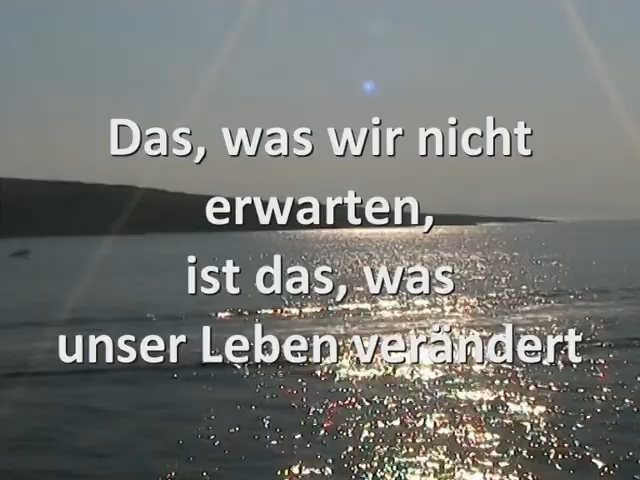 Das, was wir nicht
erwarten,
ist das, was
unser Leben verändert